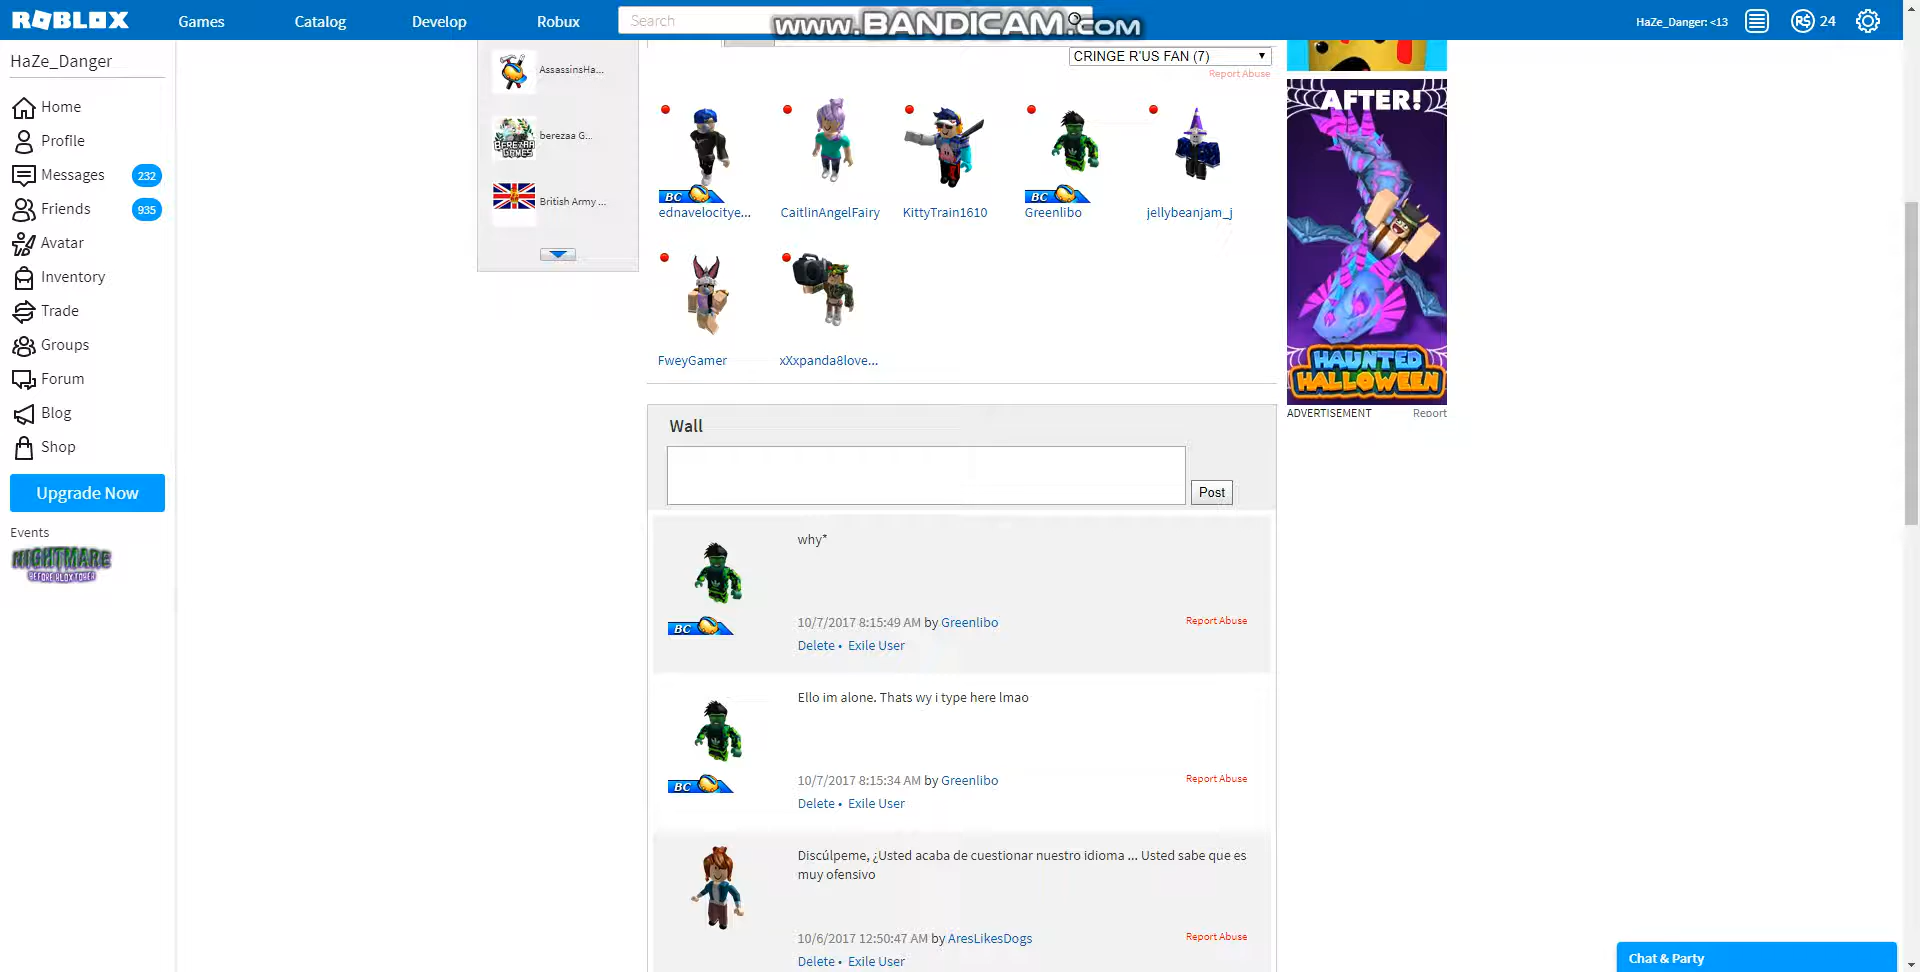 ROBLOX
Games
Catalog
Develop
Robux
Search
www.BANDICAM.com
HaZe_Danger: <13
R$ 24
HaZe_Danger
Home
Profile
Messages 232
Friends 935
Avatar
Inventory
Trade
Groups
Forum
Blog
Shop
Upgrade Now
Events
NIGHTMARE
BEFORE BLOXTOBER
AssassinsHa...
BEREZAA GAMES
berezaa G...
British Army ...
CRINGE R'US FAN (7)
Report Abuse
BC
BC
ednavelocitye...
CaitlinAngelFairy
KittyTrain1610
Greenlibo
jellybeanjam_j
FweyGamer
xXxpanda8love...
Wall
Post
why*
BC
10/7/2017 8:15:49 AM by Greenlibo
Report Abuse
Delete • Exile User
Ello im alone. Thats wy i type here lmao
BC
10/7/2017 8:15:34 AM by Greenlibo
Report Abuse
Delete • Exile User
Discúlpeme, ¿Usted acaba de cuestionar nuestro idioma ... Usted sabe que es
muy ofensivo
10/6/2017 12:50:47 AM by AresLikesDogs
Report Abuse
Delete • Exile User
AFTER!
HAUNTED
HALLOWEEN
ADVERTISEMENT
Report
Chat & Party